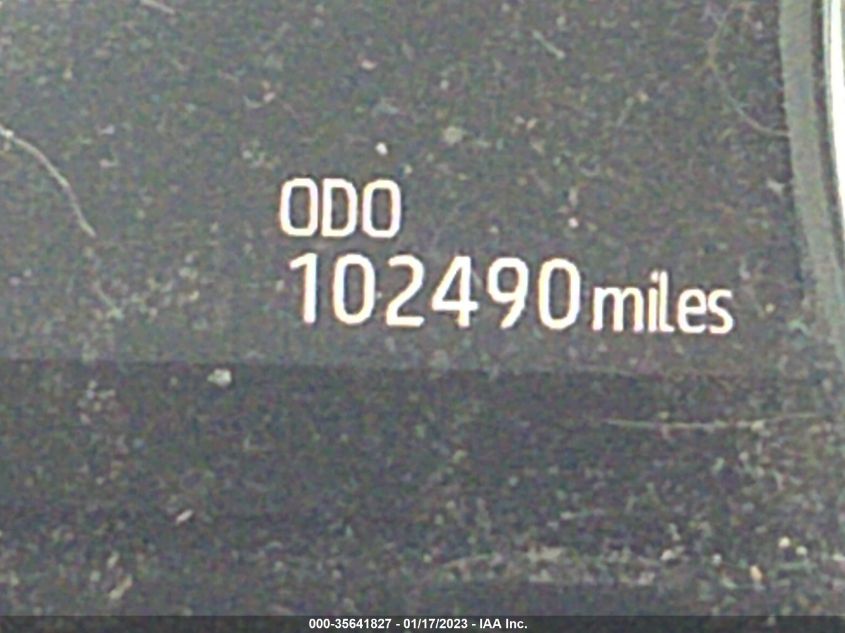 ODO
102490 miles
000-35641827 - 01/17/2023 - IAA Inc.